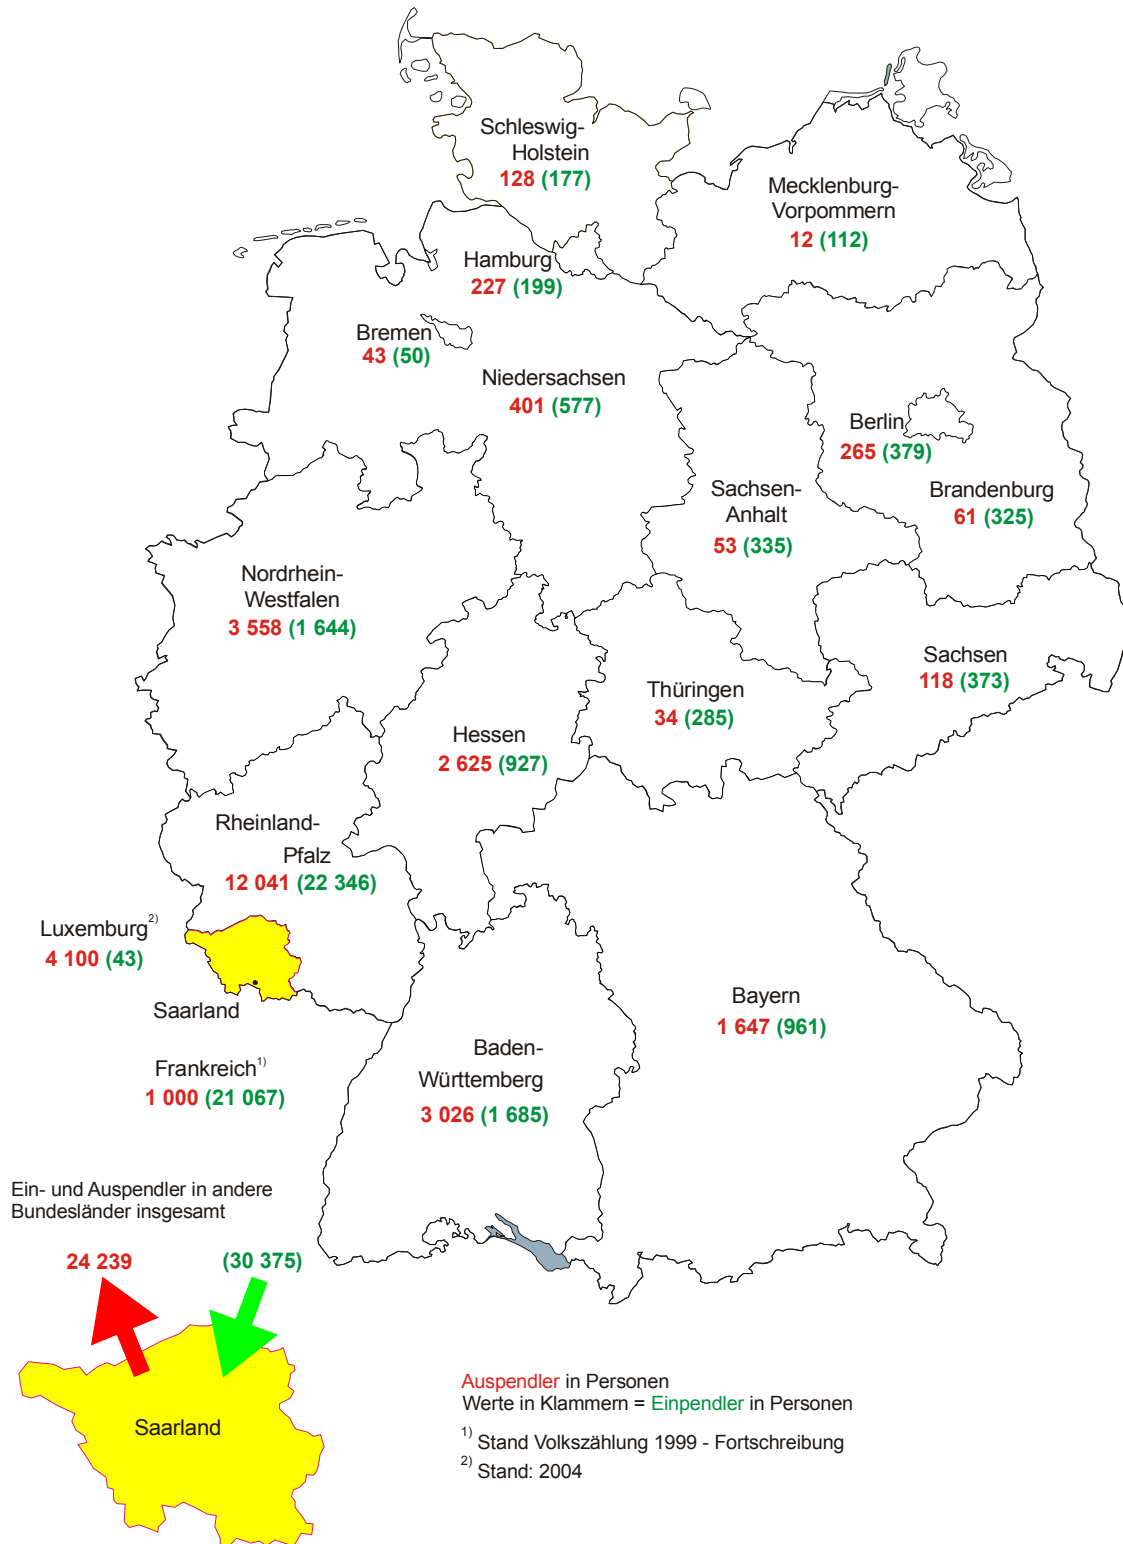 Schleswig-
Holstein
128 (177)
Mecklenburg-
Vorpommern
12 (112)
Hamburg
227 (199)
Bremen
43 (50)
Niedersachsen
401 (577)
Berlin
265 (379)
Sachsen-
Anhalt
53 (335)
Brandenburg
61 (325)
Nordrhein-
Westfalen
3 558 (1 644)
Sachsen
118 (373)
Thüringen
34 (285)
Hessen
2 625 (927)
Rheinland-
Pfalz
12 041 (22 346)
Luxemburg2)
4 100 (43)
Saarland
Bayern
1 647 (961)
Frankreich1)
1 000 (21 067)
Baden-
Württemberg
3 026 (1 685)
Ein- und Auspendler in andere
Bundesländer insgesamt
24 239 (30 375)
Saarland
Auspendler in Personen
Werte in Klammern = Einpendler in Personen
1) Stand Volkszählung 1999 - Fortschreibung
2) Stand: 2004